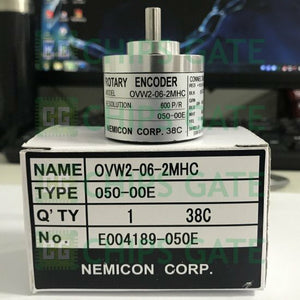 ROTARY ENCODER
MODEL OVW2-06-2MHC
RESOLUTION 600 P/R
050-00E
NEMICON CORP. 38C
NAME OVW2-06-2MHC
TYPE 050-00E
Q'TY 1 38C
No. E004189-050E
NEMICON CORP.
CHIPS GATE